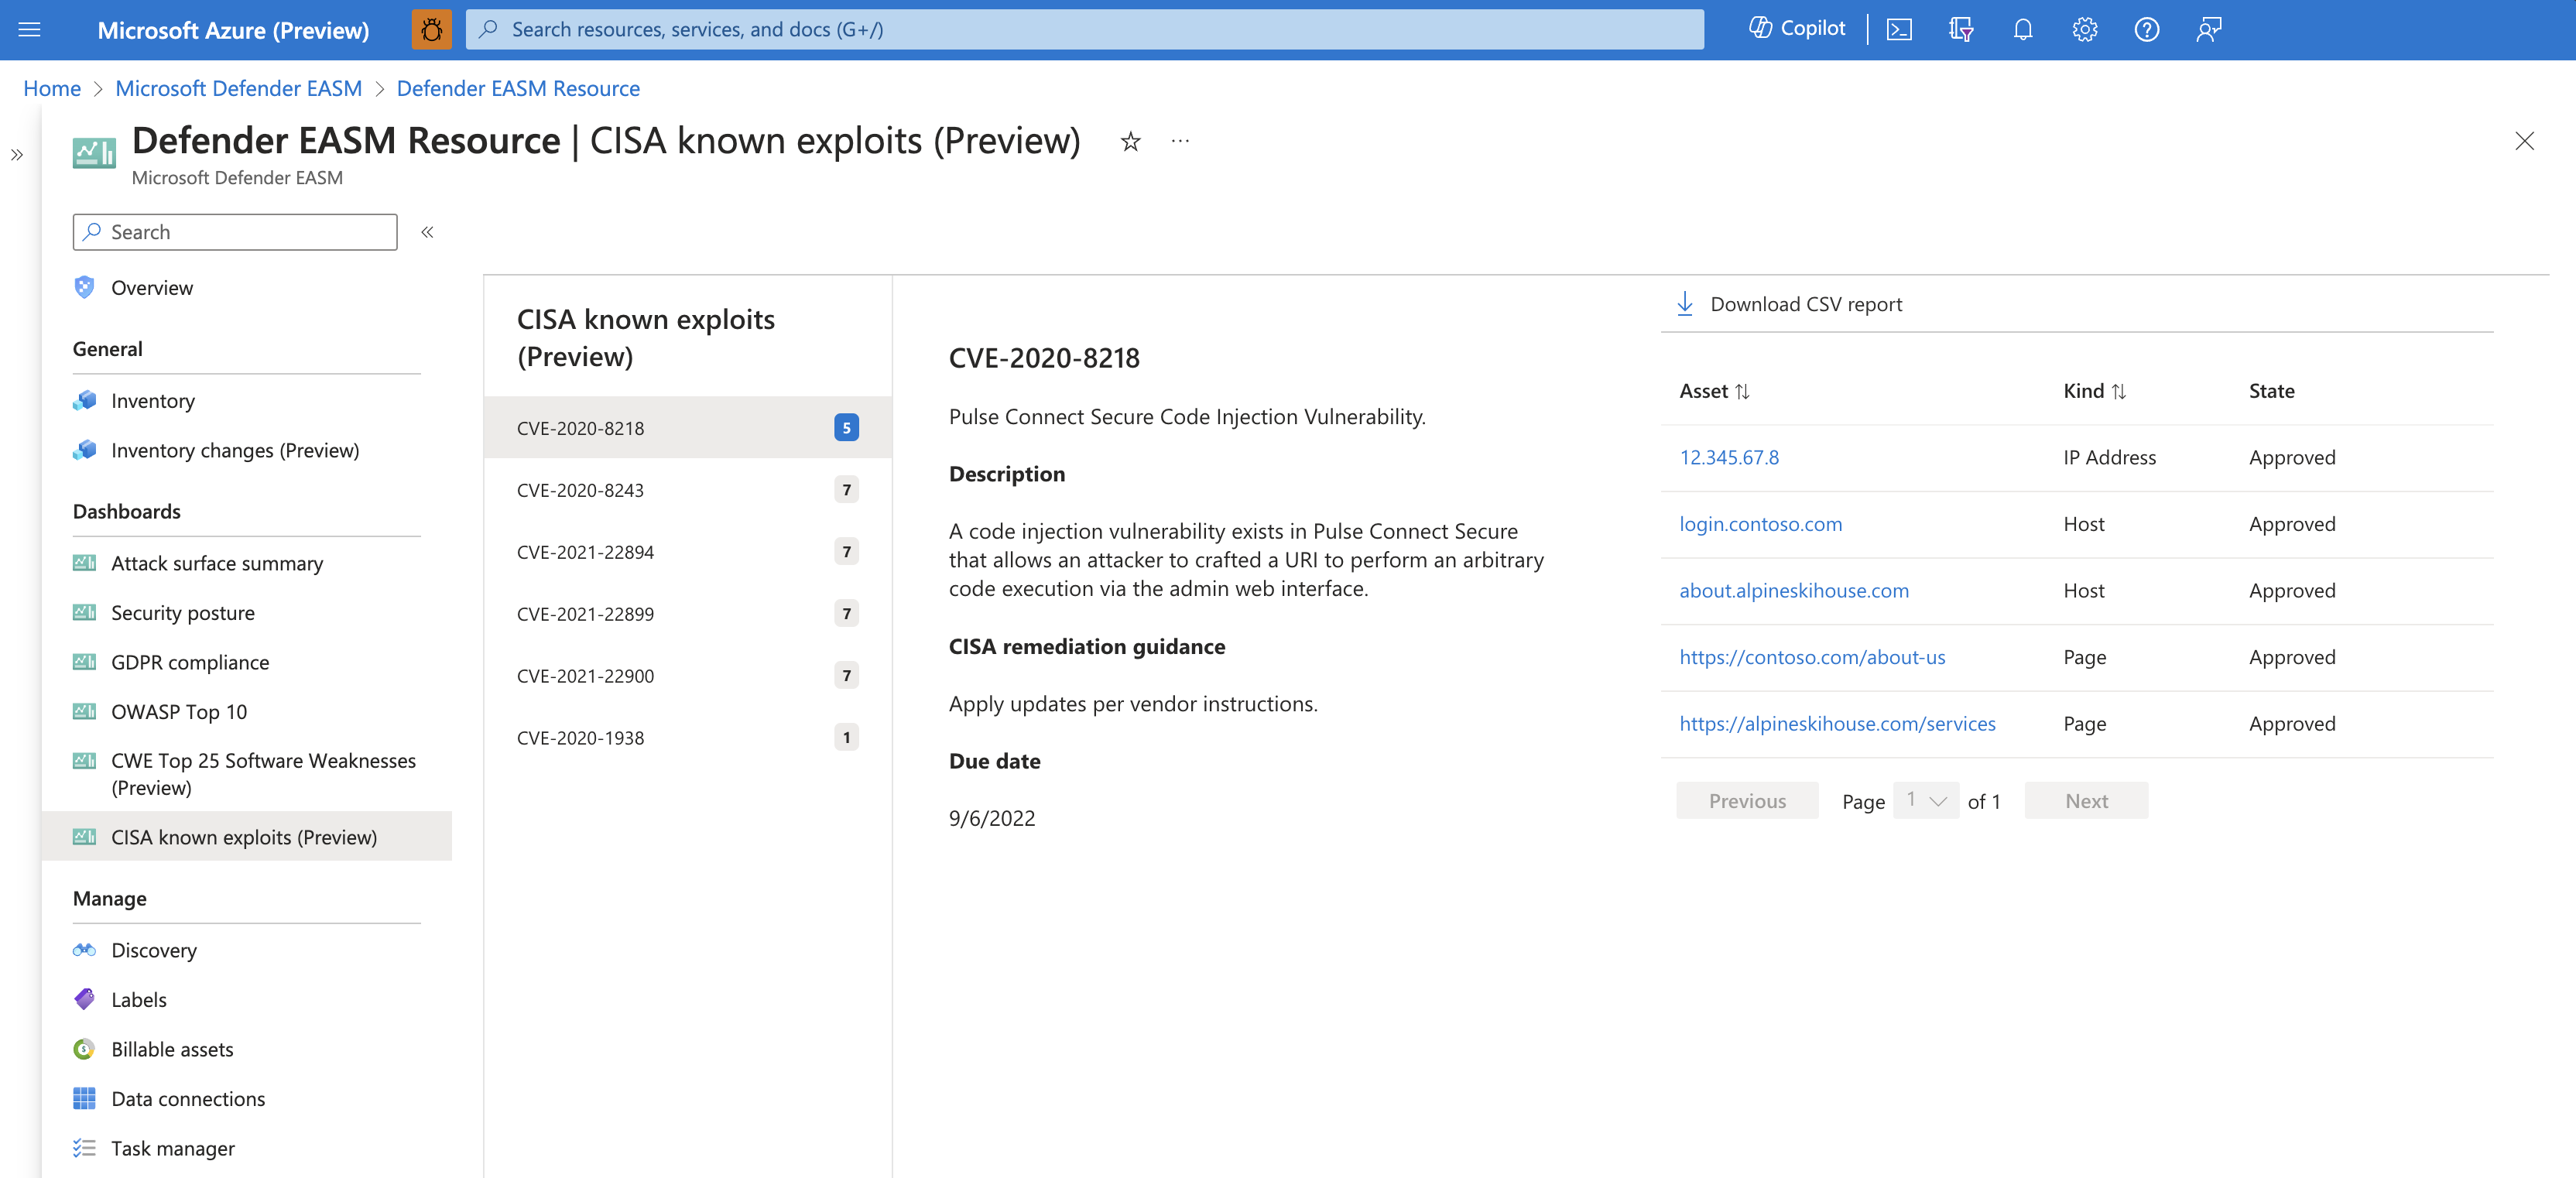 Microsoft Azure (Preview)
Search resources, services, and docs (G+/)
Copilot
Home > Microsoft Defender EASM > Defender EASM Resource
Defender EASM Resource | CISA known exploits (Preview)
Microsoft Defender EASM
Search
Overview
General
Inventory
Inventory changes (Preview)
Dashboards
Attack surface summary
Security posture
GDPR compliance
OWASP Top 10
CWE Top 25 Software Weaknesses
(Preview)
CISA known exploits (Preview)
Manage
Discovery
Labels
Billable assets
Data connections
Task manager
CISA known exploits
(Preview)
CVE-2020-8218 5
CVE-2020-8243 7
CVE-2021-22894 7
CVE-2021-22899 7
CVE-2021-22900 7
CVE-2020-1938 1
CVE-2020-8218
Pulse Connect Secure Code Injection Vulnerability.
Description
A code injection vulnerability exists in Pulse Connect Secure
that allows an attacker to crafted a URI to perform an arbitrary
code execution via the admin web interface.
CISA remediation guidance
Apply updates per vendor instructions.
Due date
9/6/2022
Download CSV report
Asset Kind State
12.345.67.8 IP Address Approved
login.contoso.com Host Approved
about.alpineskihouse.com Host Approved
https://contoso.com/about-us Page Approved
https://alpineskihouse.com/services Page Approved
Previous Page 1 of 1 Next